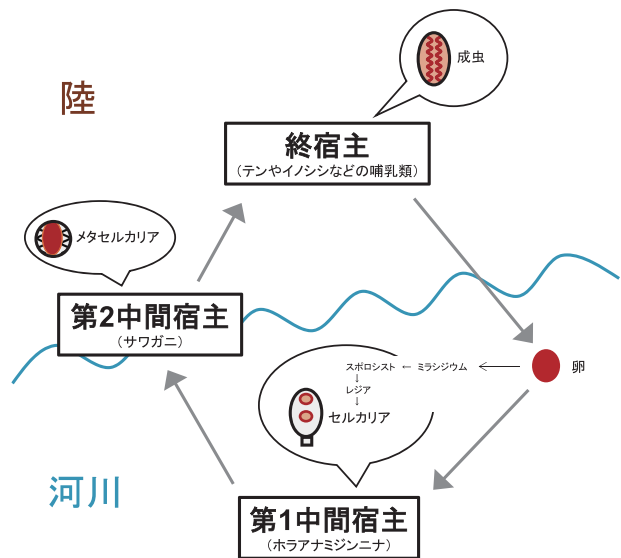 成虫
陸
終宿主
（テンやイノシシなどの哺乳類）
メタセルカリア
第2中間宿主
（サワガニ）
スポロシスト ← ミラシジウム
卵
↓
レジア
↓
セルカリア
河川
第1中間宿主
（ホラアナミジンニナ）